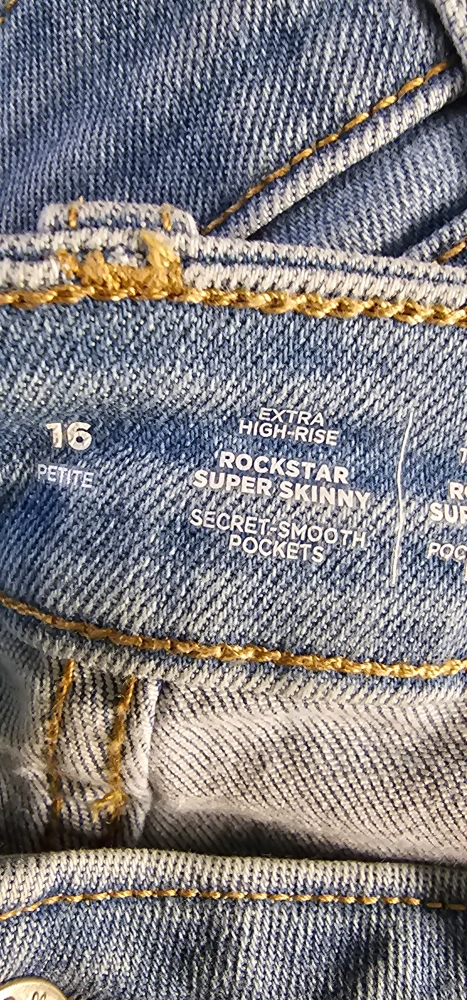 16
PETITE
EXTRA
HIGH-RISE
ROCKSTAR
SUPER SKINNY
SECRET-SMOOTH
POCKETS